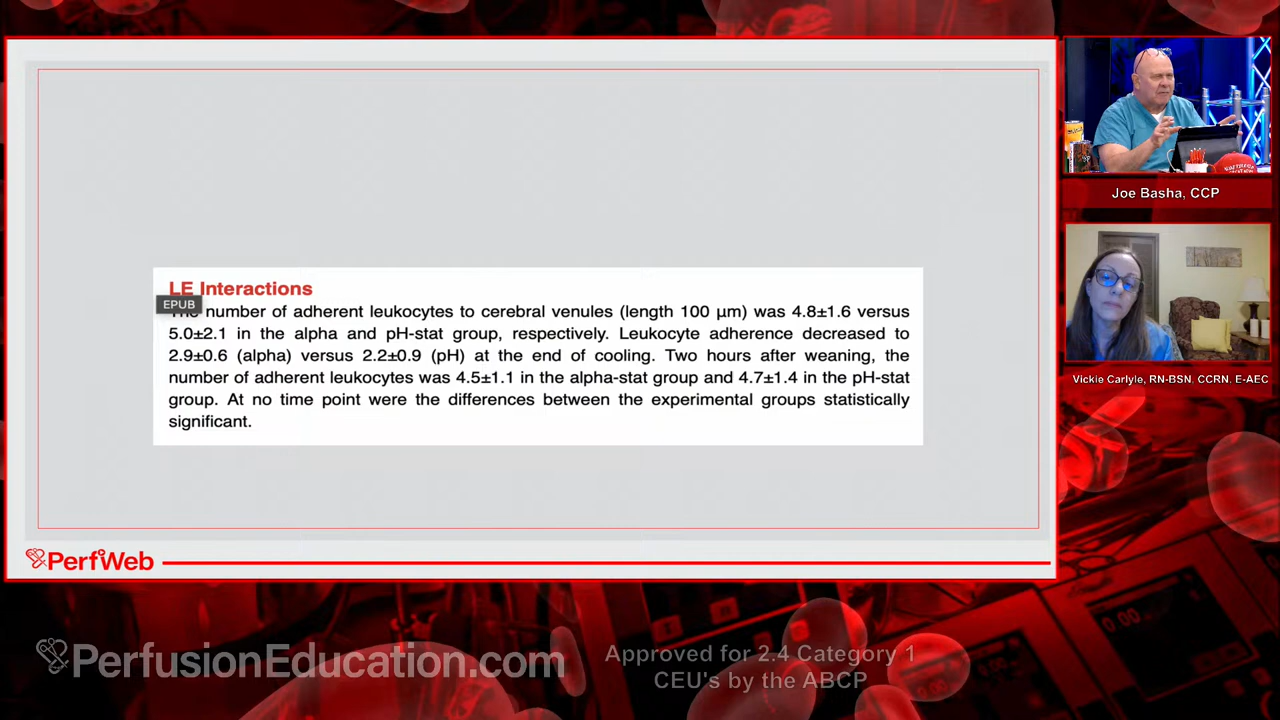 LE Interactions
EPUB
number of adherent leukocytes to cerebral venules (length 100 µm) was 4.8±1.6 versus
5.0±2.1 in the alpha and pH-stat group, respectively. Leukocyte adherence decreased to
2.9±0.6 (alpha) versus 2.2±0.9 (pH) at the end of cooling. Two hours after weaning, the
number of adherent leukocytes was 4.5±1.1 in the alpha-stat group and 4.7±1.4 in the pH-stat
group. At no time point were the differences between the experimental groups statistically
significant.
PerfWeb
Joe Basha, CCP
Vickie Carlyle, RN-BSN, CCRN, E-AEC
PerfusionEducation.com
Approved for 2.4 Category 1
CEU's by the ABCP
0.00